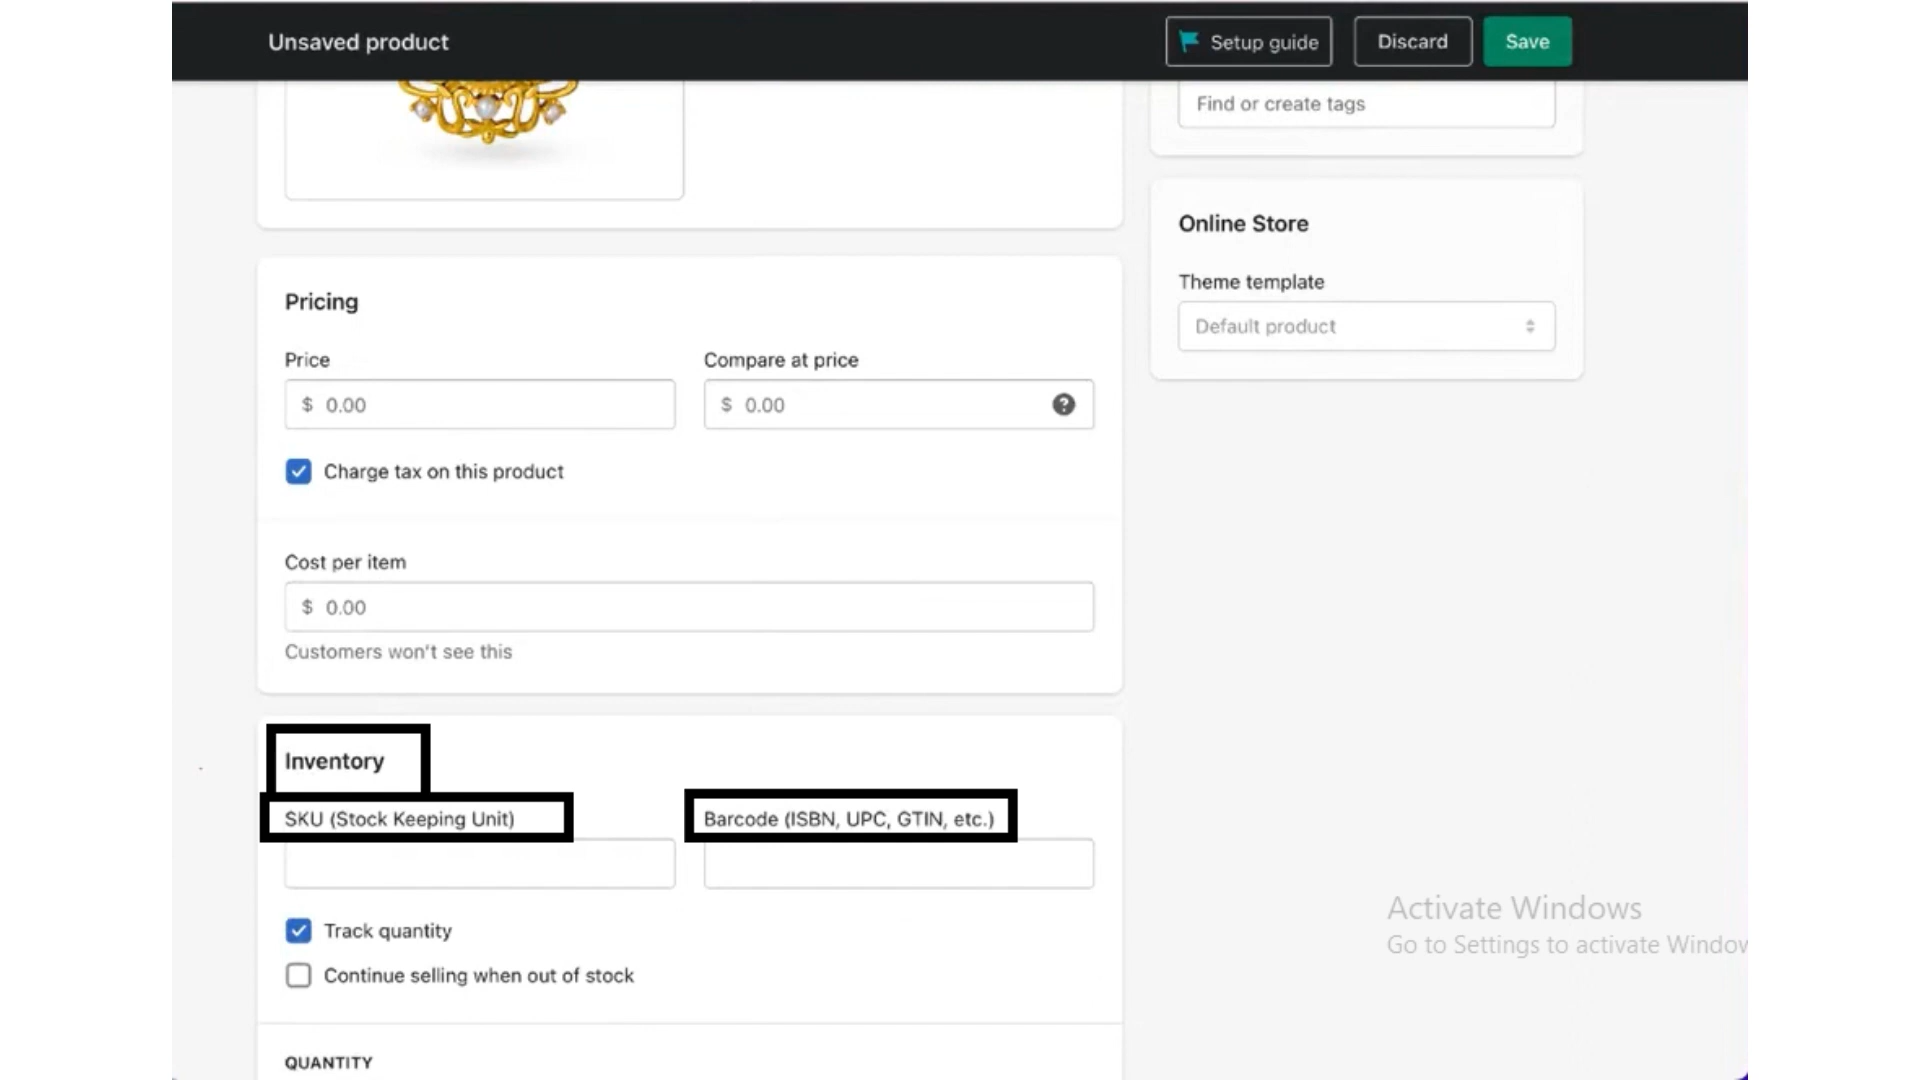 Unsaved product
Setup guide
Discard
Save
Find or create tags
Online Store
Theme template
Default product
Pricing
Price
Compare at price
$ 0.00
$ 0.00
?
Charge tax on this product
Cost per item
$ 0.00
Customers won't see this
Inventory
SKU (Stock Keeping Unit)
Barcode (ISBN, UPC, GTIN, etc.)
Track quantity
Continue selling when out of stock
QUANTITY
Activate Windows
Go to Settings to activate Window